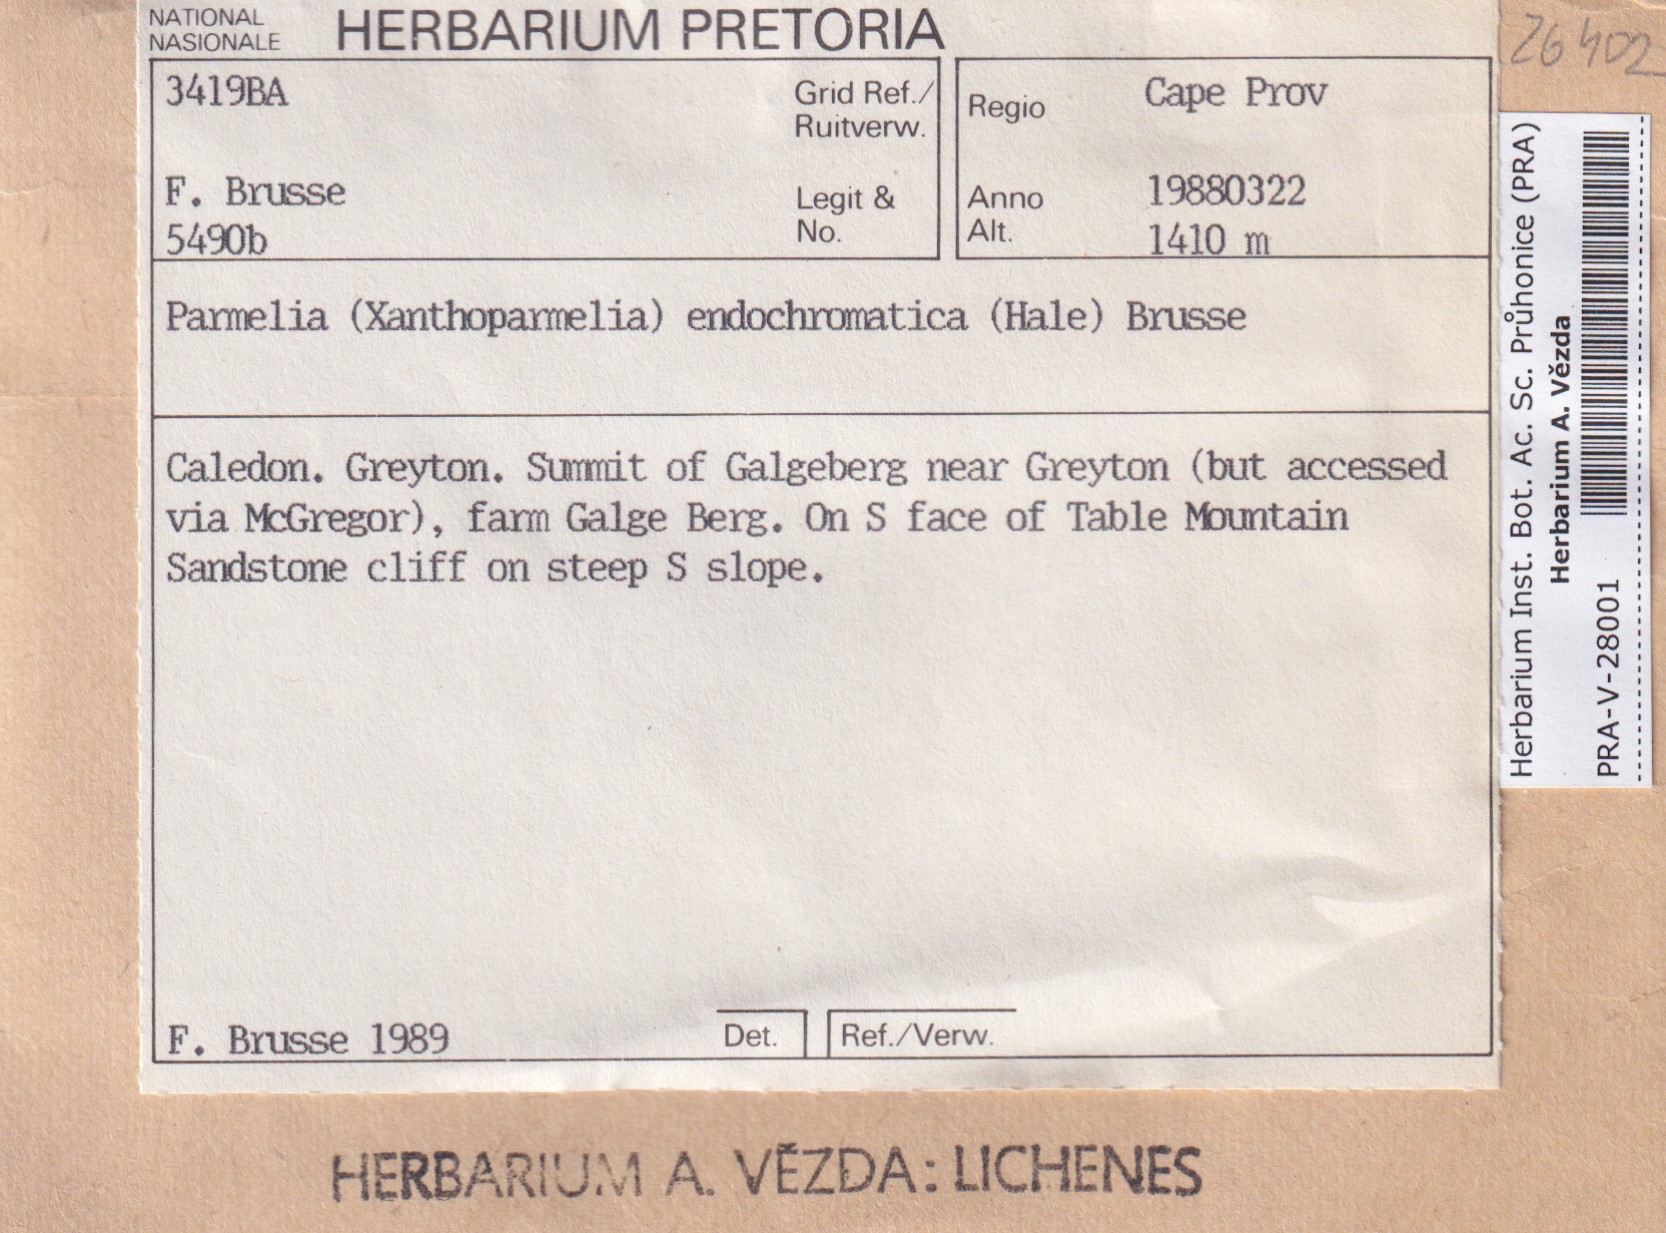 NATIONAL
NASIONALE
HERBARIUM PRETORIA
26402
3419BA
Grid Ref./
Ruitverw.
F. Brusse
5490b
Legit &
No.
Regio
Cape Prov
Anno
19880322
Alt.
1410 m
Parmelia (Xanthoparmelia) endochromatica (Hale) Brusse
Caledon. Greyton. Summit of Galgeberg near Greyton (but accessed
via McGregor), farm Galge Berg. On S face of Table Mountain
Sandstone cliff on steep S slope.
F. Brusse 1989
Det.
Ref./Verw.
Herbarium Inst. Bot. Ac. Sc. Průhonice (PRA)
Herbarium A. Vězda
PRA-V-28001
HERBARIUM A. VĚZDA: LICHENES